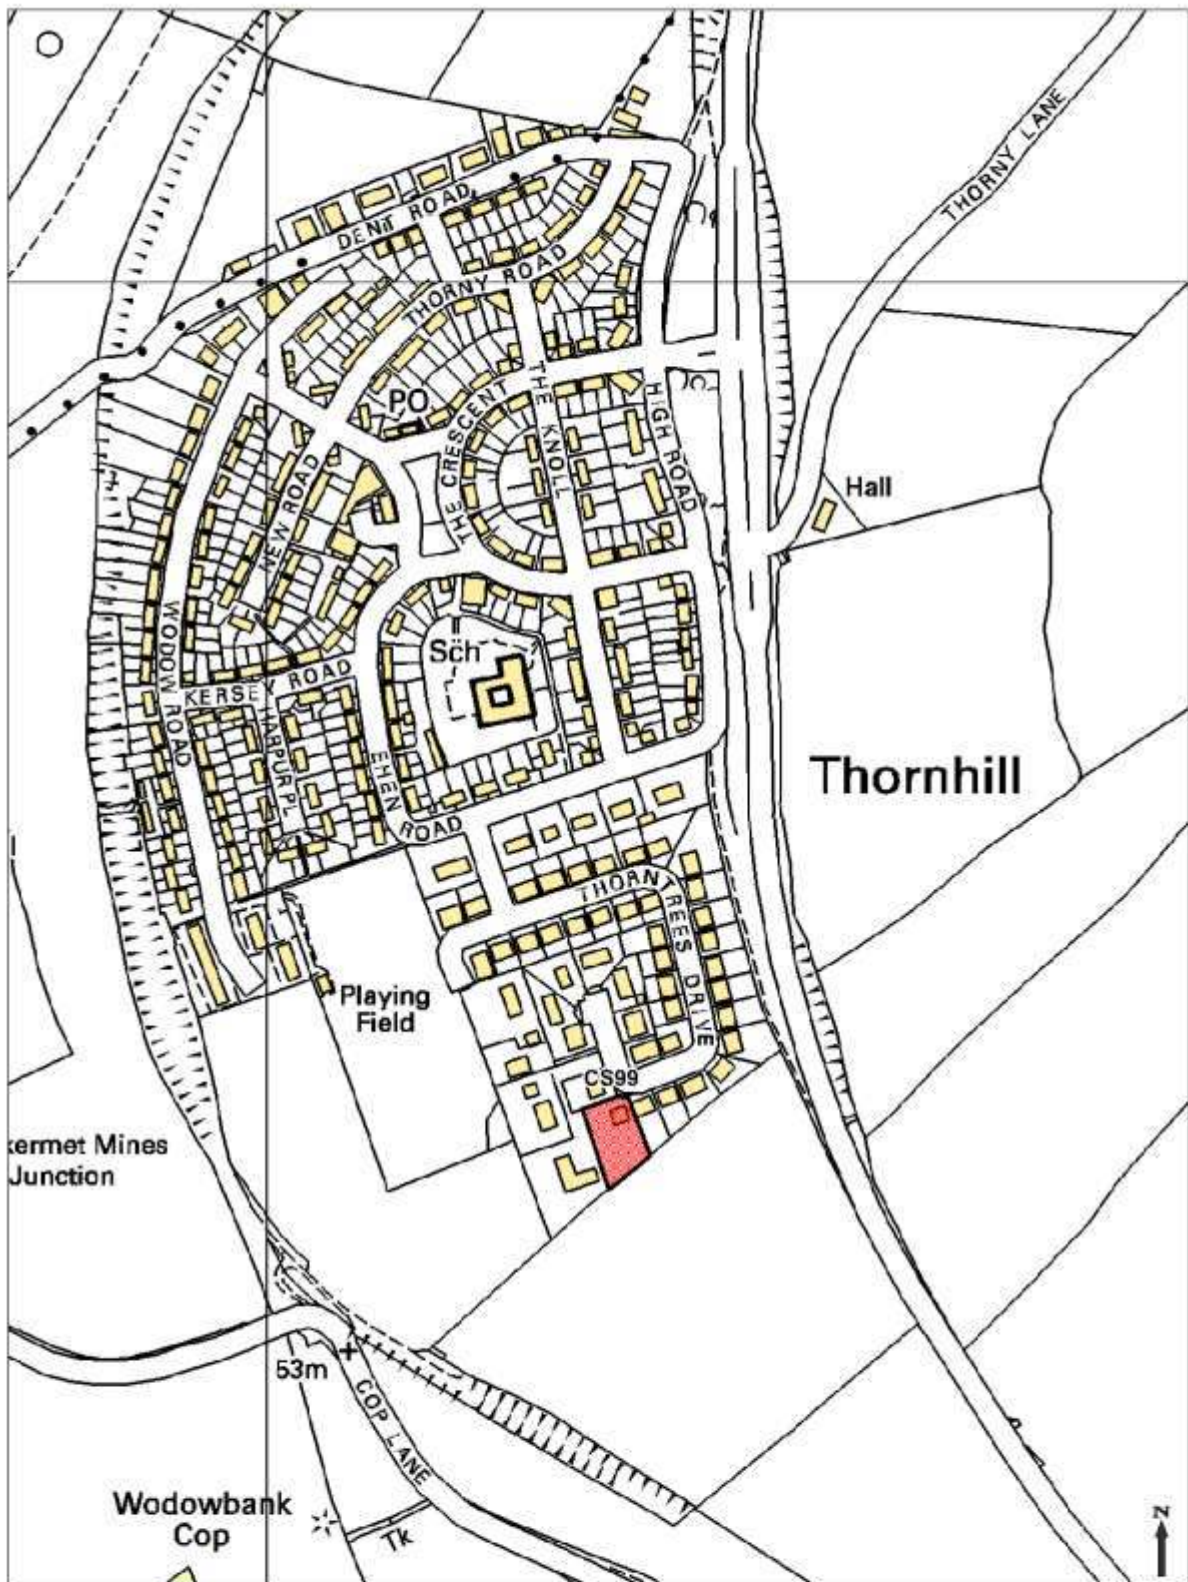 THORNY LANE
DENT ROAD
THORNY ROAD
THE KNOLL
PO
THE CRESCENT
HIGH ROAD
NEW ROAD
Hall
WODOW ROAD
Sch
KERSEY ROAD
HARPUR PL
EHEN ROAD
Thornhill
THORNTREES DRIVE
Playing
Field
CS99
kermet Mines
Junction
53m
COP LANE
Wodowbank
Cop
Tk
N